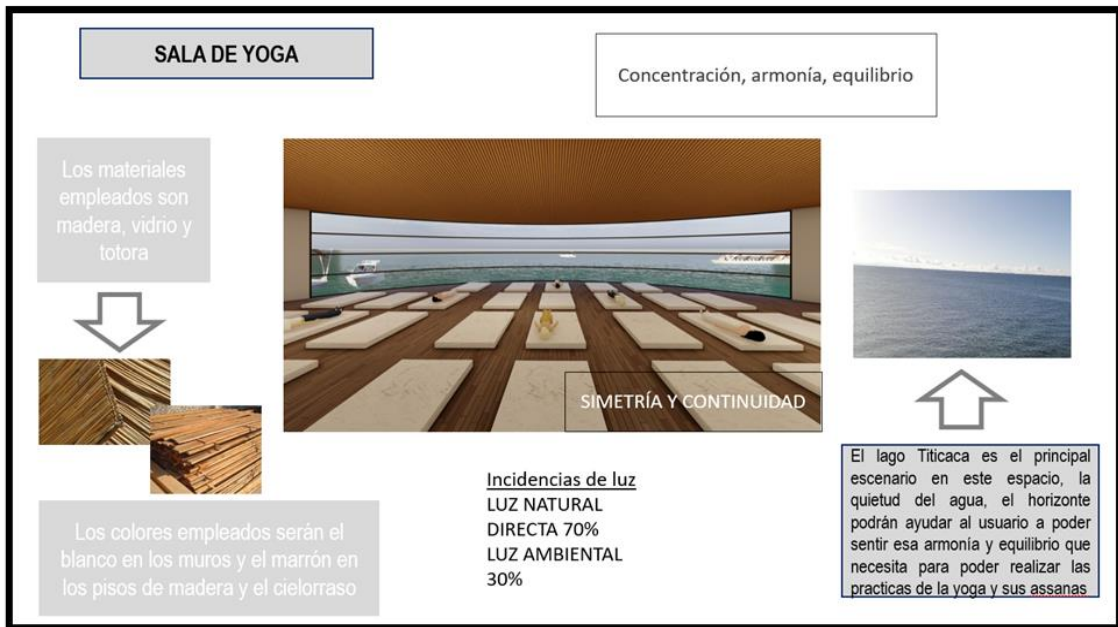 SALA DE YOGA
Concentración, armonía, equilibrio
Los materiales
empleados son
madera, vidrio y
totora
SIMETRÍA Y CONTINUIDAD
Los colores empleados serán el
blanco en los muros y el marrón en
los pisos de madera y el cielorraso
Incidencias de luz
LUZ NATURAL
DIRECTA 70%
LUZ AMBIENTAL
30%
El lago Titicaca es el principal
escenario en este espacio, la
quietud del agua, el horizonte
podrán ayudar al usuario a poder
sentir esa armonía y equilibrio que
necesita para poder realizar las
practicas de la yoga y sus assanas